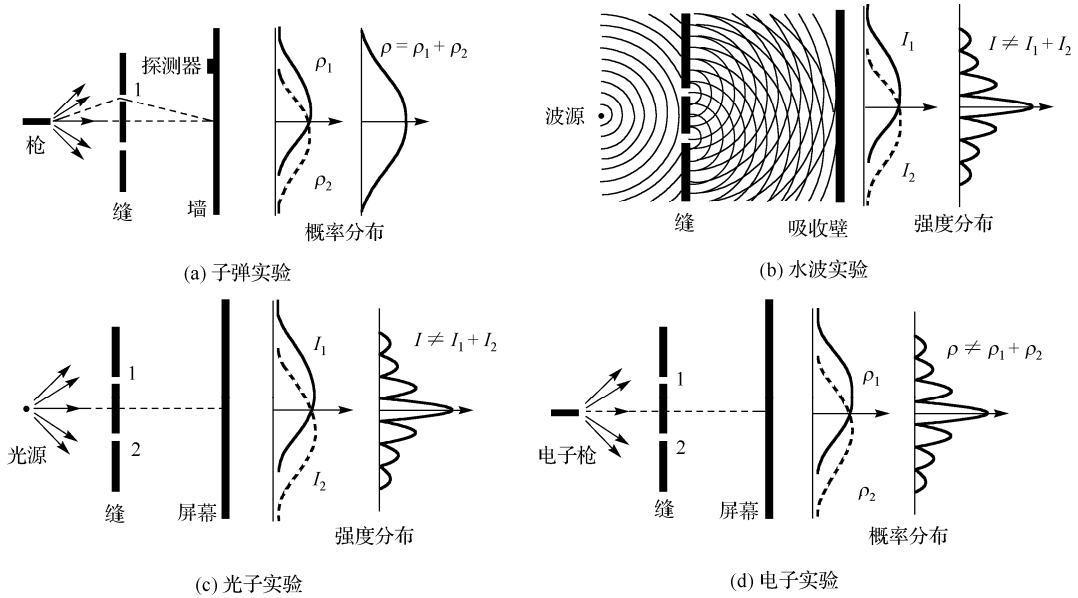 探测器
1
枪
缝
墙
ρ₁
ρ₂
ρ = ρ₁ + ρ₂
概率分布
(a) 子弹实验
波源
缝
吸收壁
I₁
I₂
I ≠ I₁ + I₂
强度分布
(b) 水波实验
光源
1
2
缝
屏幕
I₁
I₂
I ≠ I₁ + I₂
强度分布
(c) 光子实验
电子枪
1
2
缝
屏幕
ρ₁
ρ₂
ρ ≠ ρ₁ + ρ₂
概率分布
(d) 电子实验